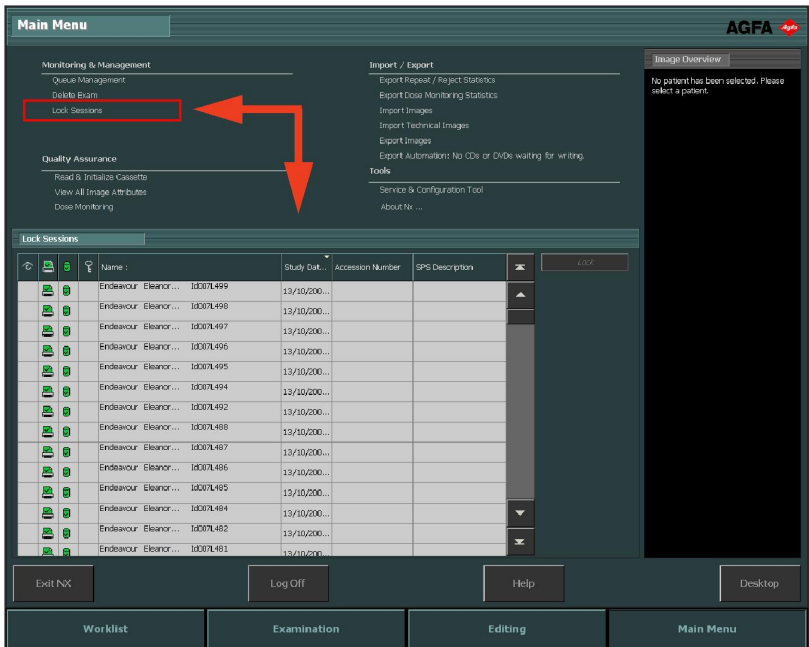 Main Menu
AGFA
Agfa
Monitoring & Management
Queue Management
Delete Exam
Lock Sessions
Quality Assurance
Read & Initialize Cassette
View All Image Attributes
Dose Monitoring
Import / Export
Export Repeat / Reject Statistics
Export Dose Monitoring Statistics
Import Images
Import Technical Images
Export Images
Export Automation: No CDs or DVDs waiting for writing.
Tools
Service & Configuration Tool
About Nx ...
Image Overview
No patient has been selected. Please
select a patient.
Lock Sessions
Name : Study Dat... Accession Number SPS Description
Lock
Endeavour Eleanor... Id007L499 13/10/200...
Endeavour Eleanor... Id007L498 13/10/200...
Endeavour Eleanor... Id007L497 13/10/200...
Endeavour Eleanor... Id007L496 13/10/200...
Endeavour Eleanor... Id007L495 13/10/200...
Endeavour Eleanor... Id007L494 13/10/200...
Endeavour Eleanor... Id007L492 13/10/200...
Endeavour Eleanor... Id007L488 13/10/200...
Endeavour Eleanor... Id007L487 13/10/200...
Endeavour Eleanor... Id007L486 13/10/200...
Endeavour Eleanor... Id007L485 13/10/200...
Endeavour Eleanor... Id007L484 13/10/200...
Endeavour Eleanor... Id007L482 13/10/200...
Endeavour Eleanor... Id007L481 13/10/200...
Exit NX
Log Off
Help
Desktop
Worklist
Examination
Editing
Main Menu